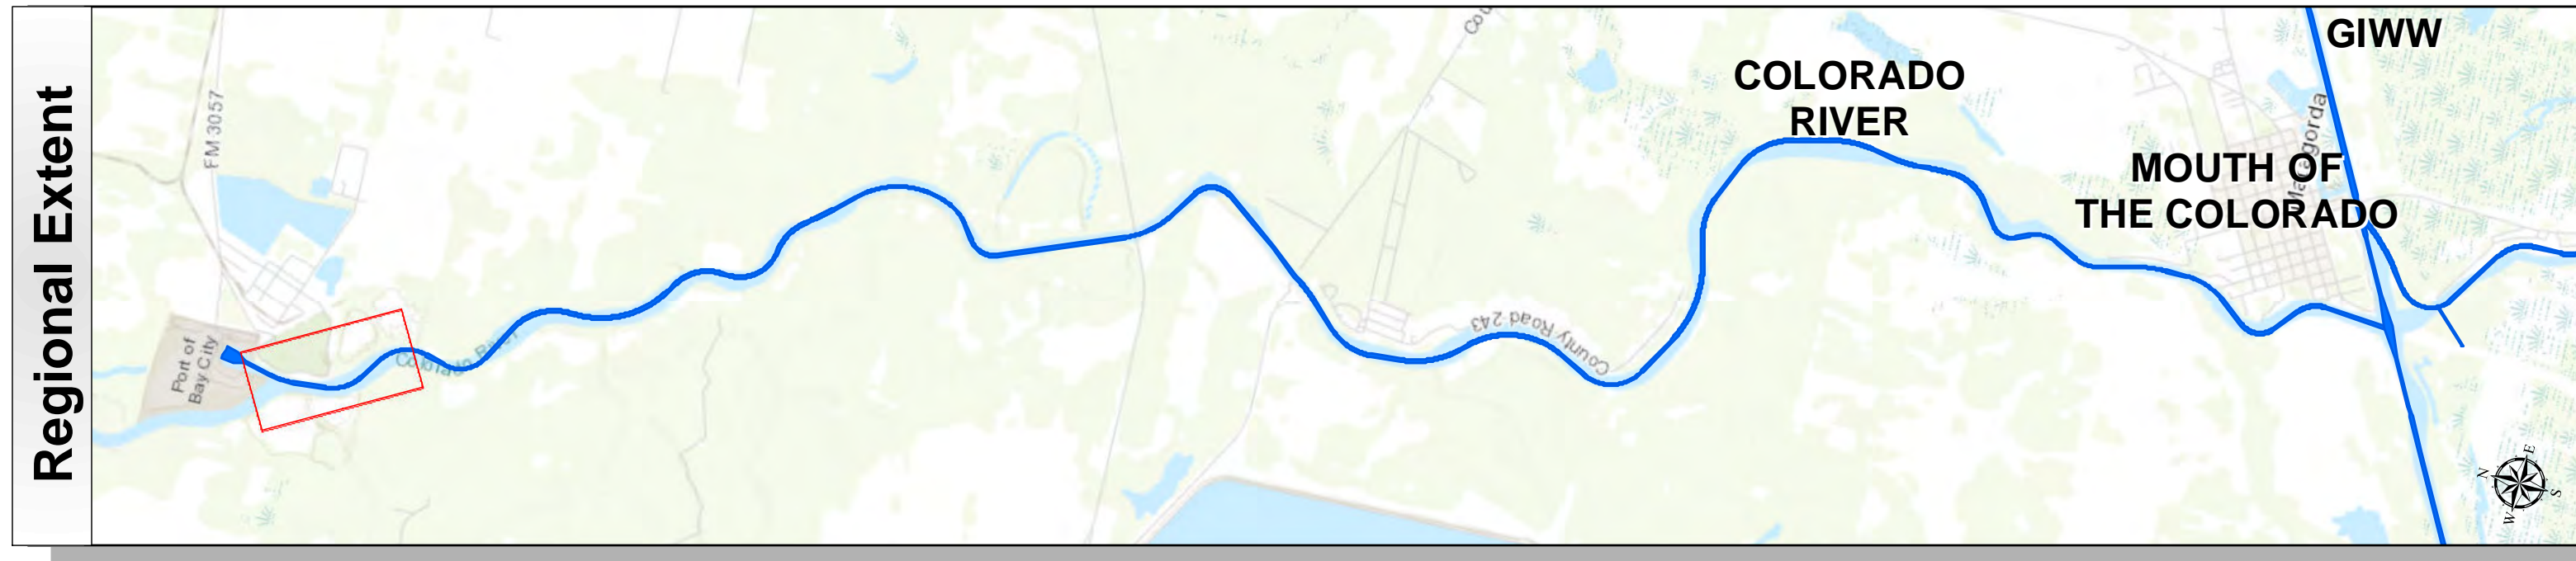 Regional Extent
FM 3057
Port of
Bay City
Colorado River
Cou
County Road 243
COLORADO
RIVER
MOUTH OF
THE COLORADO
Matagorda
GIWW
N
E
S
W